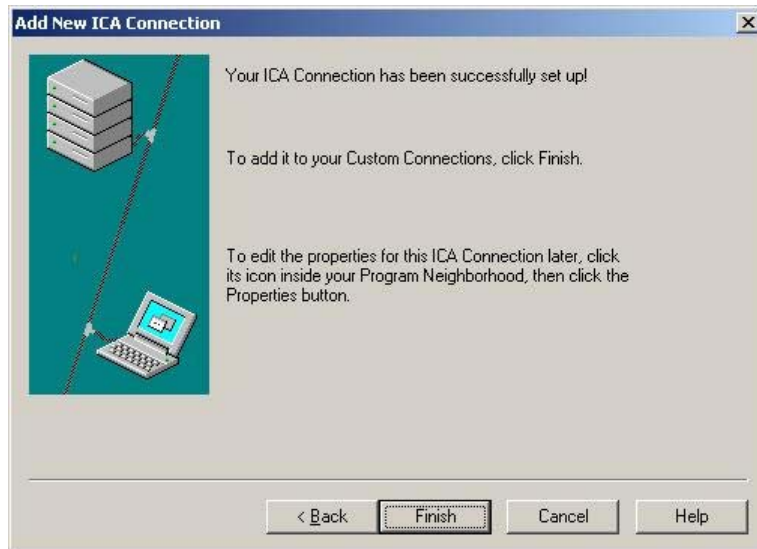 Add New ICA Connection
Your ICA Connection has been successfully set up!
To add it to your Custom Connections, click Finish.
To edit the properties for this ICA Connection later, click
its icon inside your Program Neighborhood, then click the
Properties button.
< Back
Finish
Cancel
Help